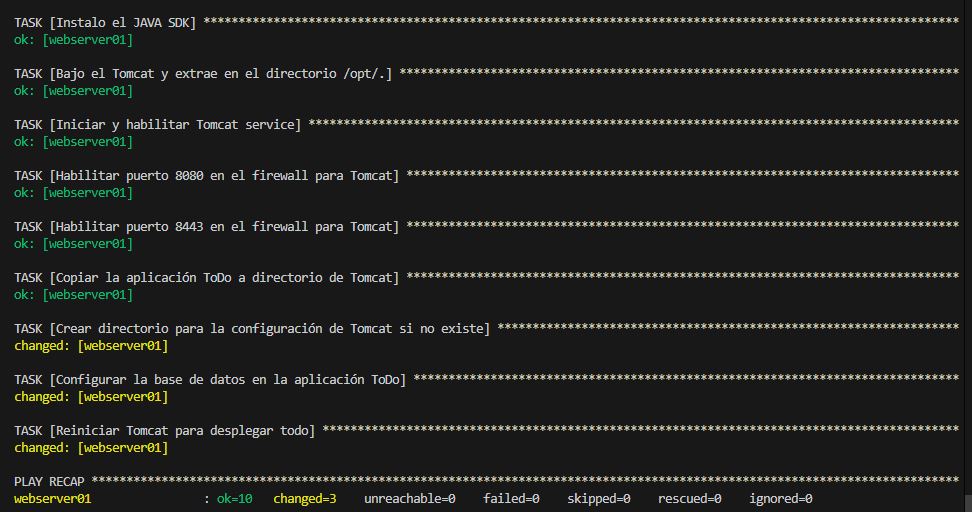 TASK [Instalo el JAVA SDK] ************************************************************************************************************
ok: [webserver01]
TASK [Bajo el Tomcat y extrae en el directorio /opt/.] ********************************************************************************
ok: [webserver01]
TASK [Iniciar y habilitar Tomcat service] *********************************************************************************************
ok: [webserver01]
TASK [Habilitar puerto 8080 en el firewall para Tomcat] *******************************************************************************
ok: [webserver01]
TASK [Habilitar puerto 8443 en el firewall para Tomcat] *******************************************************************************
ok: [webserver01]
TASK [Copiar la aplicación ToDo a directorio de Tomcat] *******************************************************************************
ok: [webserver01]
TASK [Crear directorio para la configuración de Tomcat si no existe] ******************************************************************
changed: [webserver01]
TASK [Configurar la base de datos en la aplicación ToDo] ******************************************************************************
changed: [webserver01]
TASK [Reiniciar Tomcat para desplegar todo] *******************************************************************************************
changed: [webserver01]
PLAY RECAP ****************************************************************************************************************************
webserver01                : ok=10   changed=3    unreachable=0    failed=0    skipped=0    rescued=0    ignored=0